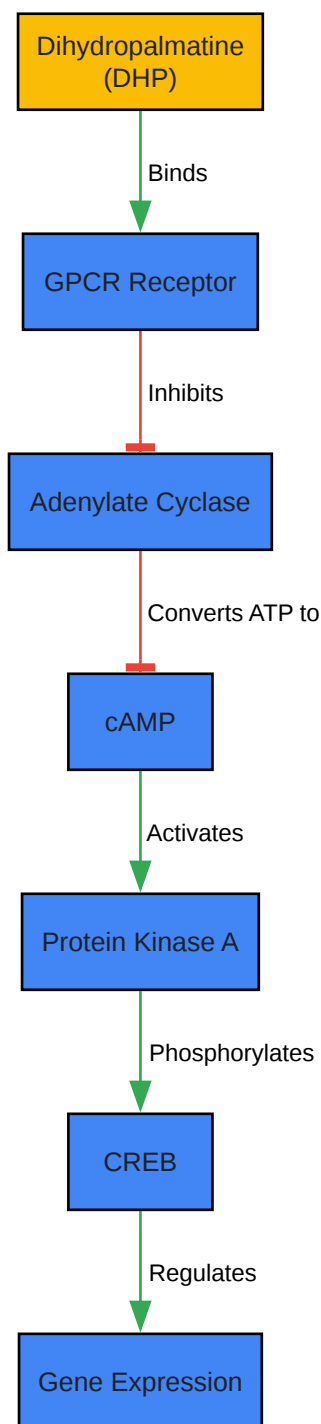 Dihydropalmatine
(DHP)
Binds
GPCR Receptor
Inhibits
Adenylate Cyclase
Converts ATP to
cAMP
Activates
Protein Kinase A
Phosphorylates
CREB
Regulates
Gene Expression